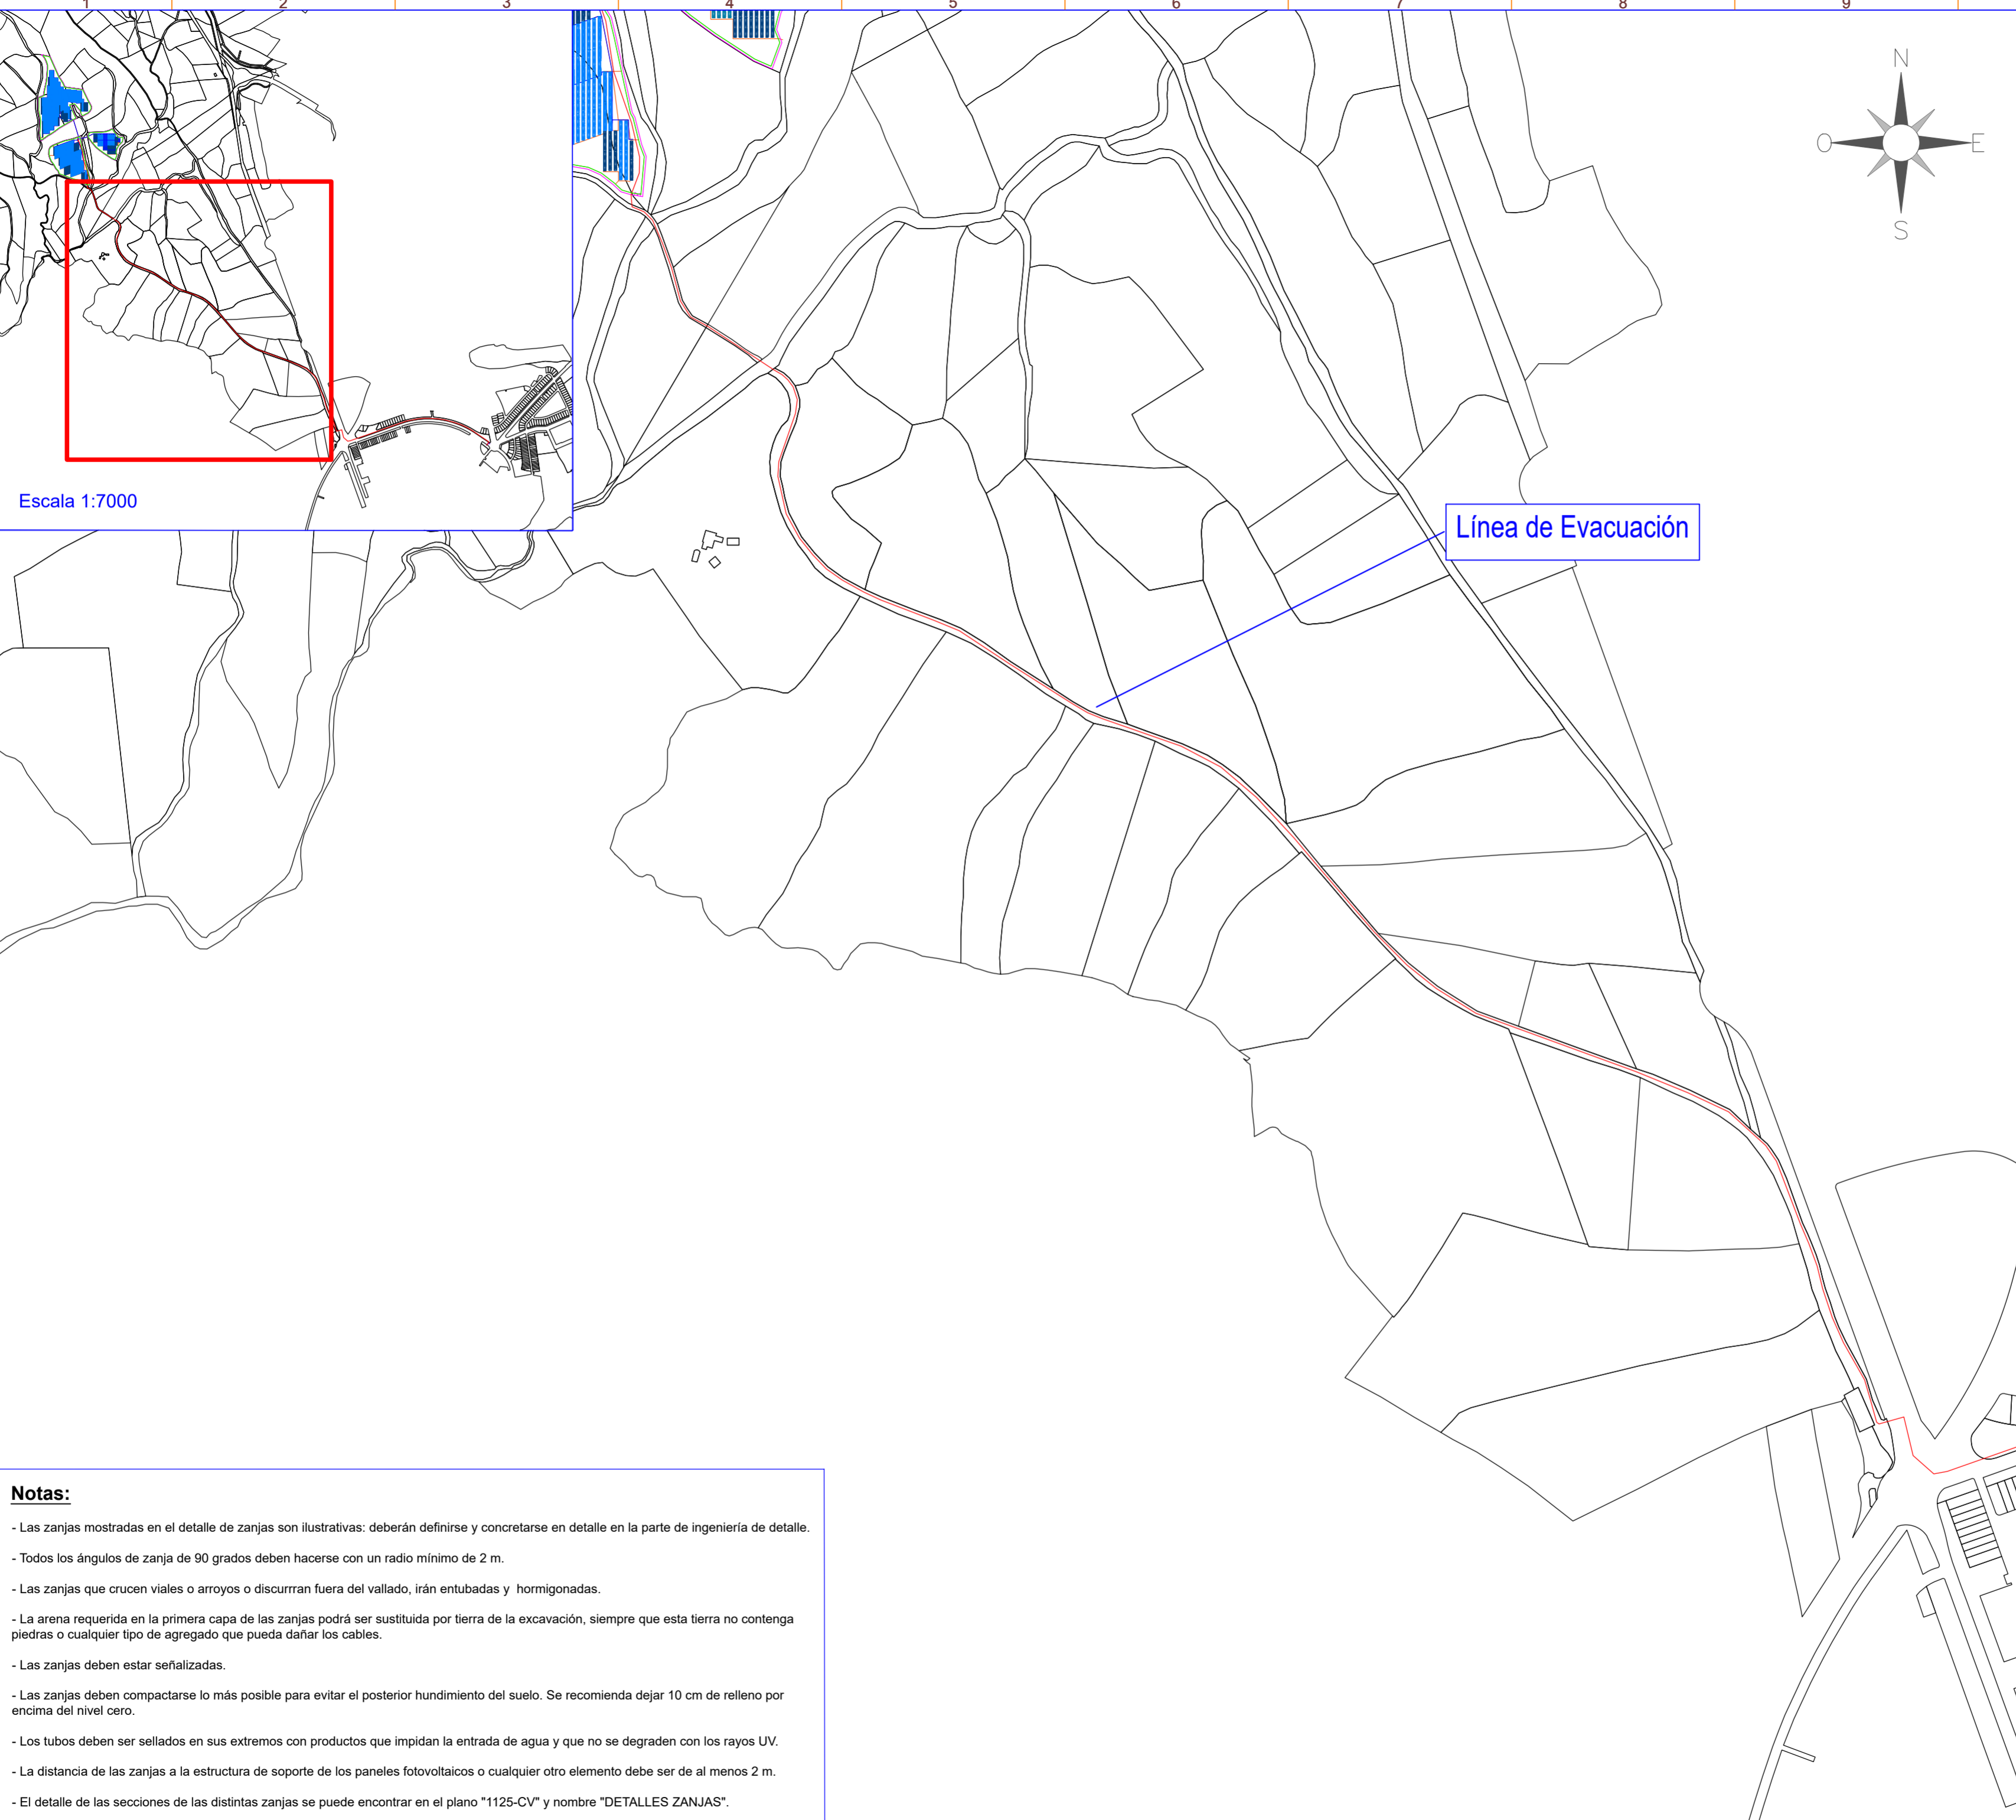 1 2 3 4 5 6 7 8 9
N
O E
S
Escala 1:7000
Línea de Evacuación
Notas:
- Las zanjas mostradas en el detalle de zanjas son ilustrativas: deberán definirse y concretarse en detalle en la parte de ingeniería de detalle.
- Todos los ángulos de zanja de 90 grados deben hacerse con un radio mínimo de 2 m.
- Las zanjas que crucen viales o arroyos o discurrran fuera del vallado, irán entubadas y hormigonadas.
- La arena requerida en la primera capa de las zanjas podrá ser sustituida por tierra de la excavación, siempre que esta tierra no contenga
piedras o cualquier tipo de agregado que pueda dañar los cables.
- Las zanjas deben estar señalizadas.
- Las zanjas deben compactarse lo más posible para evitar el posterior hundimiento del suelo. Se recomienda dejar 10 cm de relleno por
encima del nivel cero.
- Los tubos deben ser sellados en sus extremos con productos que impidan la entrada de agua y que no se degraden con los rayos UV.
- La distancia de las zanjas a la estructura de soporte de los paneles fotovoltaicos o cualquier otro elemento debe ser de al menos 2 m.
- El detalle de las secciones de las distintas zanjas se puede encontrar en el plano "1125-CV" y nombre "DETALLES ZANJAS".